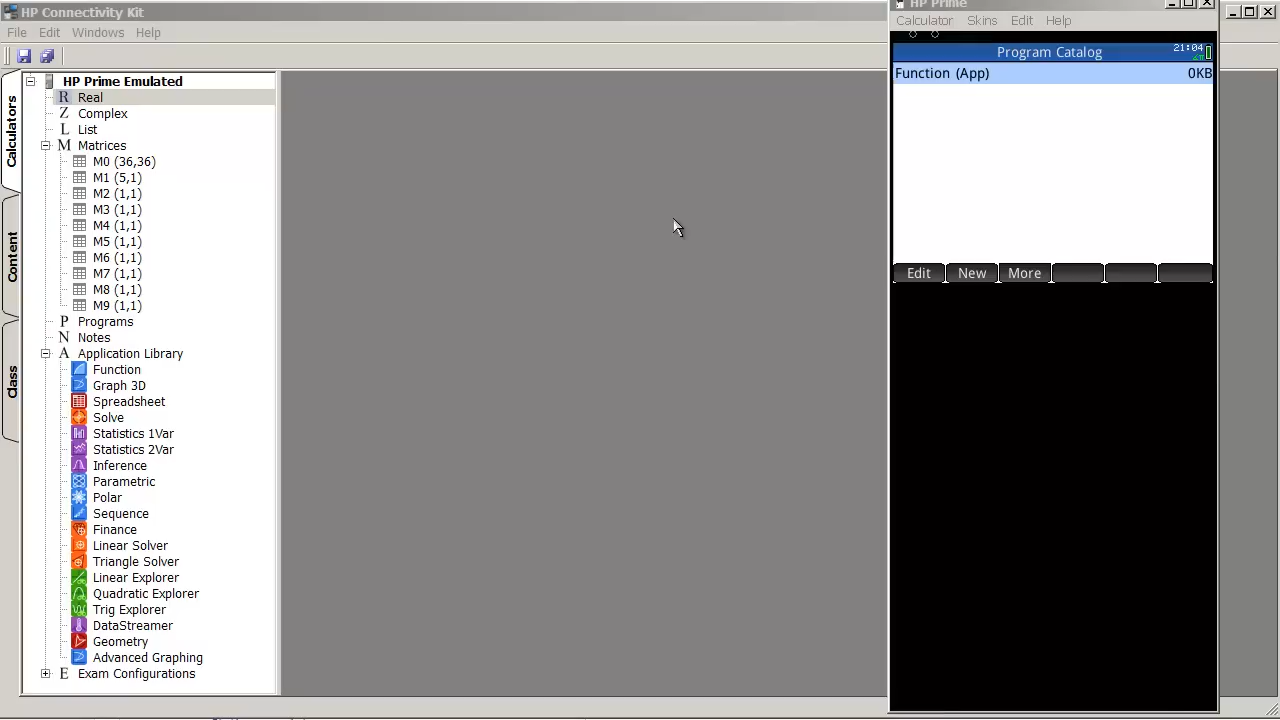 HP Connectivity Kit
File Edit Windows Help
Calculators
Content
Class
HP Prime Emulated
R Real
Z Complex
L List
M Matrices
M0 (36,36)
M1 (5,1)
M2 (1,1)
M3 (1,1)
M4 (1,1)
M5 (1,1)
M6 (1,1)
M7 (1,1)
M8 (1,1)
M9 (1,1)
P Programs
N Notes
A Application Library
Function
Graph 3D
Spreadsheet
Solve
Statistics 1Var
Statistics 2Var
Inference
Parametric
Polar
Sequence
Finance
Linear Solver
Triangle Solver
Linear Explorer
Quadratic Explorer
Trig Explorer
DataStreamer
Geometry
Advanced Graphing
E Exam Configurations
HP Prime
Calculator Skins Edit Help
Program Catalog 21:04
Function (App) 0KB
Edit New More